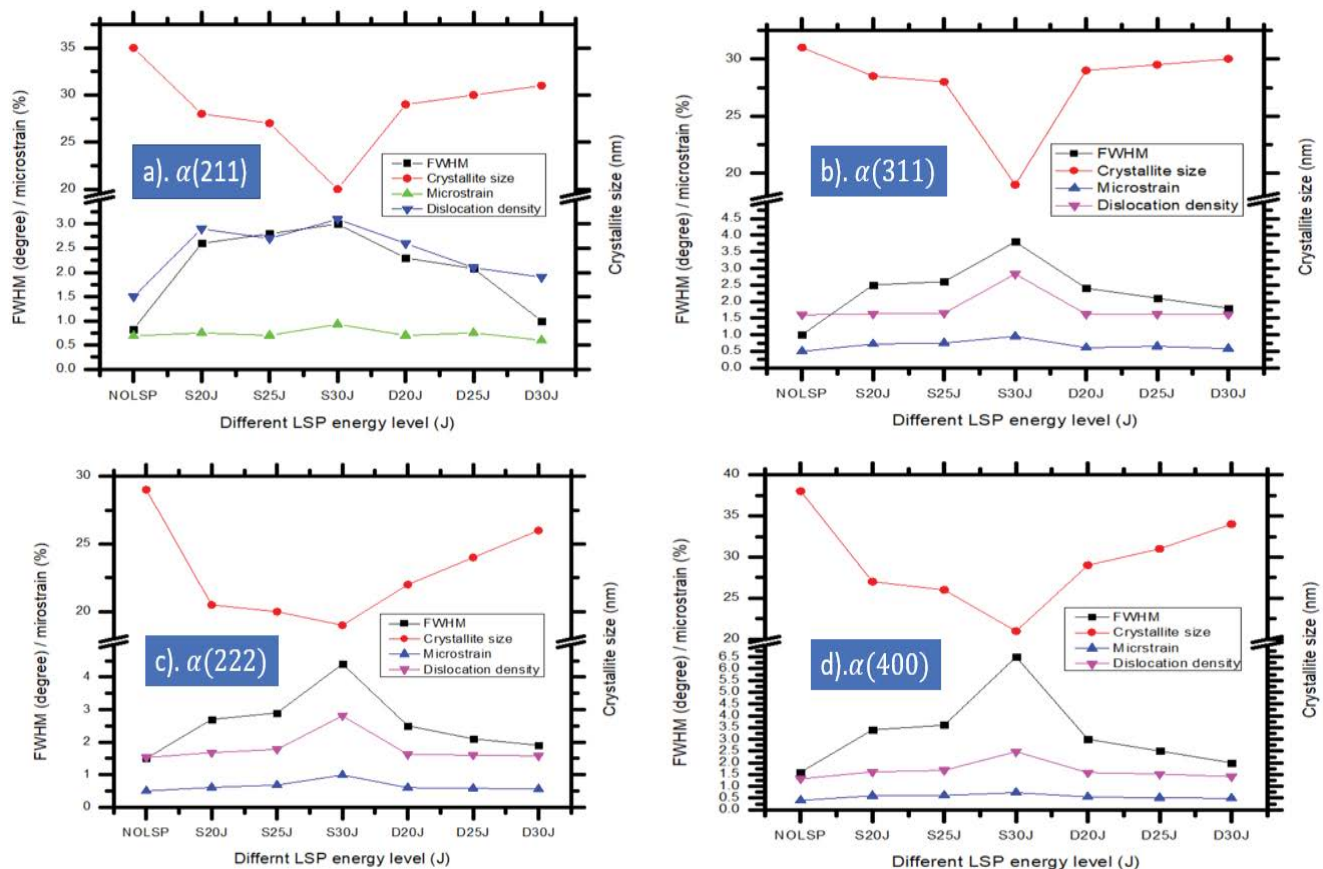 35
30
25
20
3.0
2.5
2.0
1.5
1.0
0.5
0.0
FWHM (degree) / microstrain (%)
Crystallite size (nm)
a). α(211)
FWHM
Crystallite size
Microstrain
Dislocation density
NOLSP S20J S25J S30J D20J D25J D30J
Different LSP energy level (J)
30
25
20
4.5
4.0
3.5
3.0
2.5
2.0
1.5
1.0
0.5
0.0
FWHM (degree) / microstrain (%)
Crystallite size (nm)
b). α(311)
FWHM
Crystallite size
Microstrain
Dislocation density
NOLSP S20J S25J S30J D20J D25J D30J
Different LSP energy level (J)
30
20
4
3
2
1
0
FWHM (degree) / mirostrain (%)
Crystallite size (nm)
c). α(222)
FWHM
Crystallite size
Microstrain
Dislocation density
NOLSP S20J S25J S30J D20J D25J D30J
Differnt LSP energy level (J)
40
35
30
25
20
6.5
6.0
5.5
5.0
4.5
4.0
3.5
3.0
2.5
2.0
1.5
1.0
0.5
0.0
FWHM (degree) / microstrain (%)
Crystallite size (nm)
d).α(400)
FWHM
Crystallite size
Micrstrain
Dislocation density
NOLSP S20J S25J S30J D20J D25J D30J
Different LSP energy level (J)